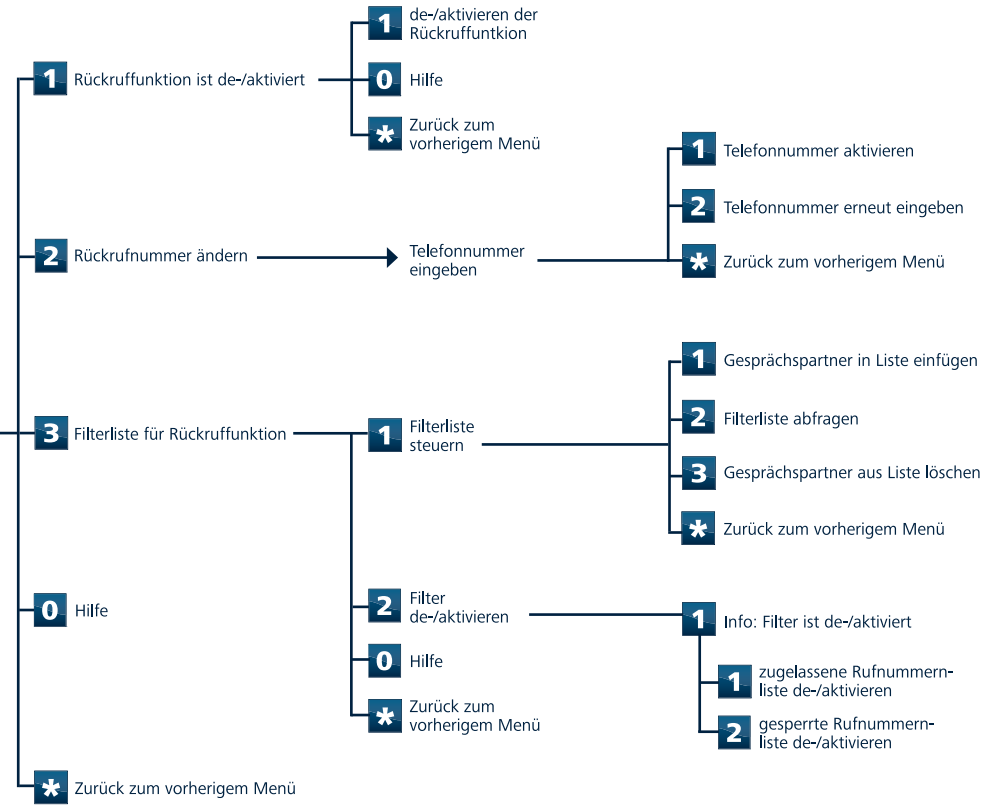 1 Rückruffunktion ist de-/aktiviert
1 de-/aktivieren der
Rückruffuntkion
0 Hilfe
* Zurück zum
vorherigem Menü
2 Rückrufnummer ändern
Telefonnummer
eingeben
1 Telefonnummer aktivieren
2 Telefonnummer erneut eingeben
* Zurück zum vorherigem Menü
3 Filterliste für Rückruffunktion
1 Filterliste
steuern
1 Gesprächspartner in Liste einfügen
2 Filterliste abfragen
3 Gesprächspartner aus Liste löschen
* Zurück zum vorherigem Menü
2 Filter
de-/aktivieren
1 Info: Filter ist de-/aktiviert
1 zugelassene Rufnummern-
liste de-/aktivieren
2 gesperrte Rufnummern-
liste de-/aktivieren
0 Hilfe
* Zurück zum
vorherigem Menü
0 Hilfe
* Zurück zum vorherigem Menü